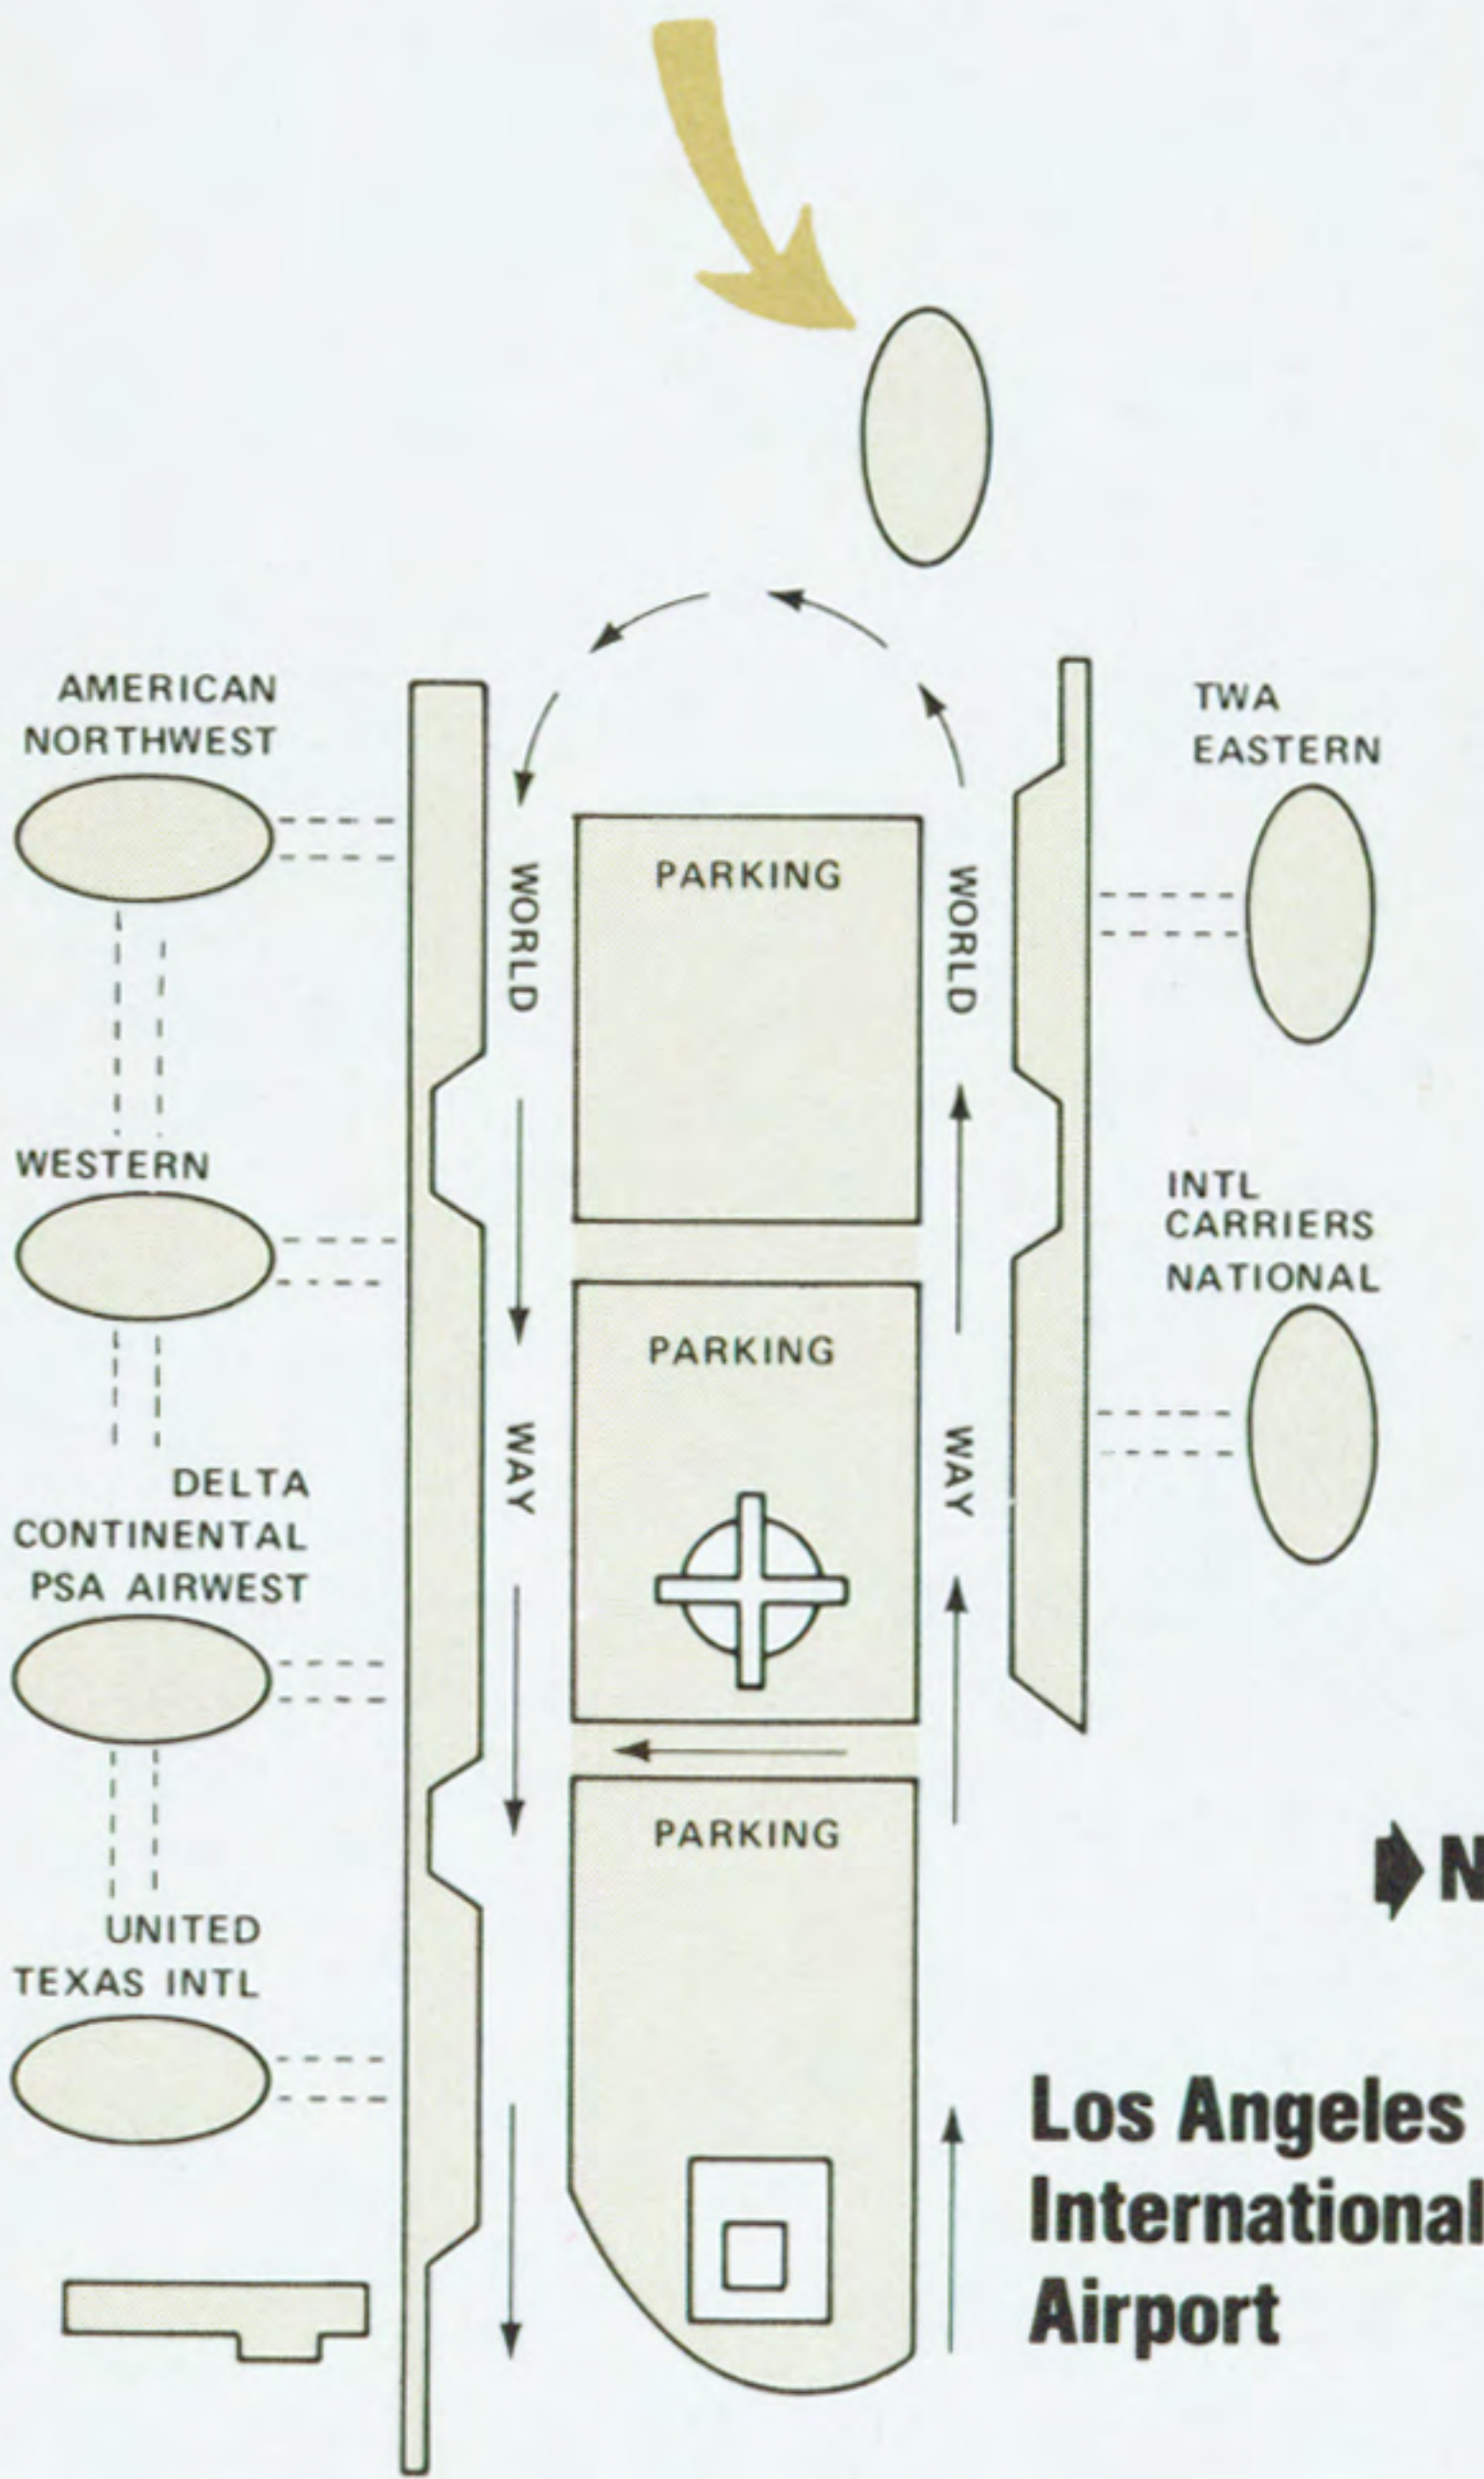 AMERICAN
NORTHWEST
TWA
EASTERN
WORLD
PARKING
WORLD
WESTERN
INTL
CARRIERS
NATIONAL
PARKING
WAY
WAY
DELTA
CONTINENTAL
PSA AIRWEST
PARKING
N
UNITED
TEXAS INTL
Los Angeles
International
Airport